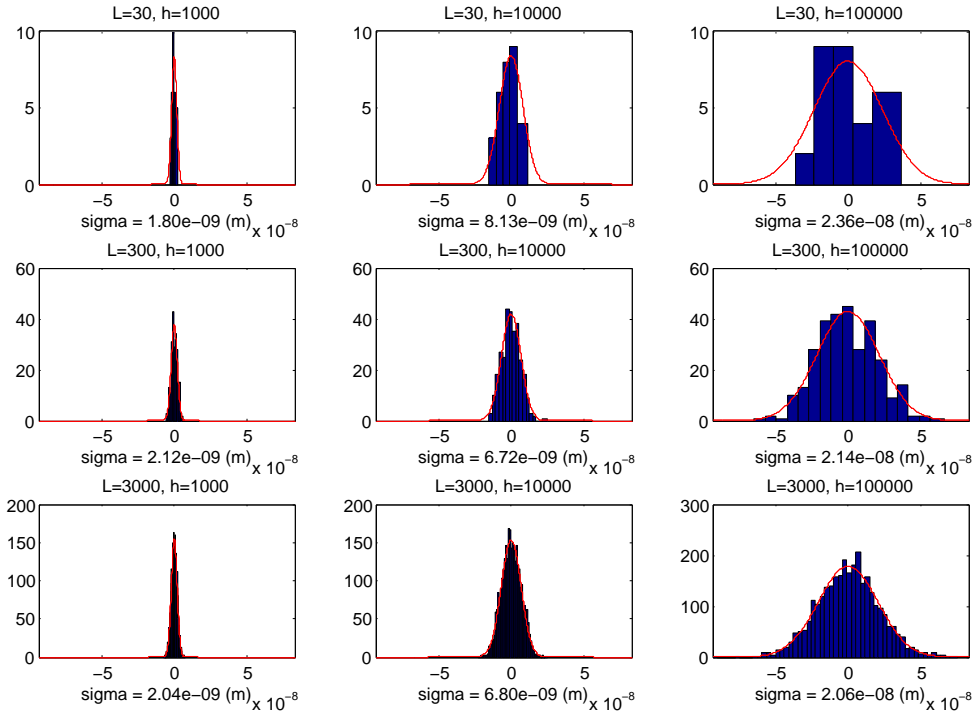 L=30, h=1000
10
5
0
−5 0 5
sigma = 1.80e−09 (m)
x 10−8
L=30, h=10000
10
5
0
−5 0 5
sigma = 8.13e−09 (m)
x 10−8
L=30, h=100000
10
5
0
−5 0 5
sigma = 2.36e−08 (m)
x 10−8
L=300, h=1000
60
40
20
0
−5 0 5
sigma = 2.12e−09 (m)
x 10−8
L=300, h=10000
60
40
20
0
−5 0 5
sigma = 6.72e−09 (m)
x 10−8
L=300, h=100000
60
40
20
0
−5 0 5
sigma = 2.14e−08 (m)
x 10−8
L=3000, h=1000
200
150
100
50
0
−5 0 5
sigma = 2.04e−09 (m)
x 10−8
L=3000, h=10000
200
150
100
50
0
−5 0 5
sigma = 6.80e−09 (m)
x 10−8
L=3000, h=100000
300
200
100
0
−5 0 5
sigma = 2.06e−08 (m)
x 10−8